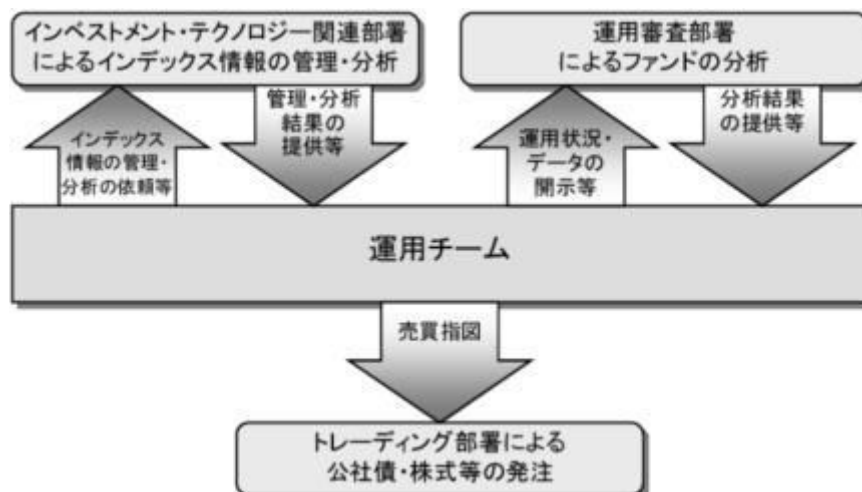 インベストメント・テクノロジー関連部署
によるインデックス情報の管理・分析
運用審査部署
によるファンドの分析
インデックス
情報の管理・
分析の依頼等
管理・分析
結果の
提供等
運用状況・
データの
開示等
分析結果
の提供等
運用チーム
売買指図
トレーディング部署による
公社債・株式等の発注